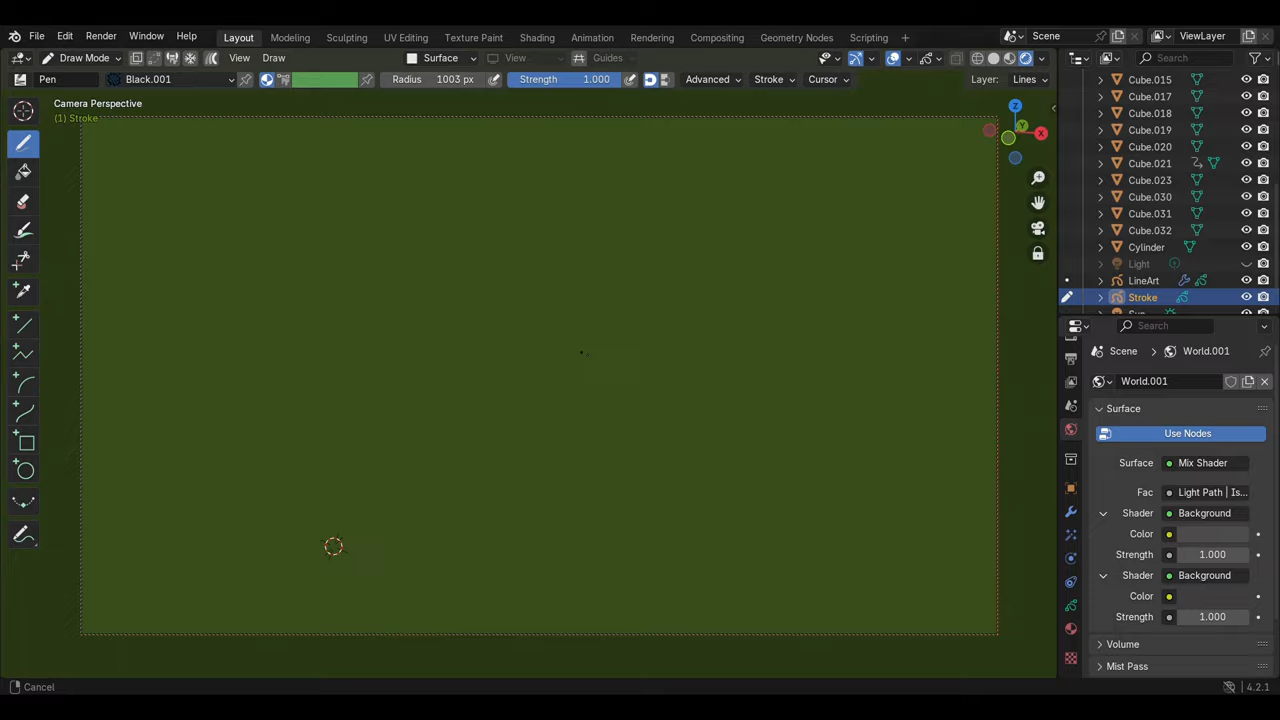 File Edit Render Window Help Layout Modeling Sculpting UV Editing Texture Paint Shading Animation Rendering Compositing Geometry Nodes Scripting + Scene ViewLayer
Draw Mode View Draw Surface View Guides Search
Pen Black.001 Radius 1003 px Strength 1.000 Advanced Stroke Cursor Layer: Lines
Camera Perspective
(1) Stroke
Z
Y
X
Cube.015
Cube.017
Cube.018
Cube.019
Cube.020
Cube.021
Cube.023
Cube.030
Cube.031
Cube.032
Cylinder
Light
LineArt
Stroke
Search
Scene > World.001
World.001
Surface
Use Nodes
Surface Mix Shader
Fac Light Path | Is...
Shader Background
Color
Strength 1.000
Shader Background
Color
Strength 1.000
Volume
Mist Pass
Cancel 4.2.1